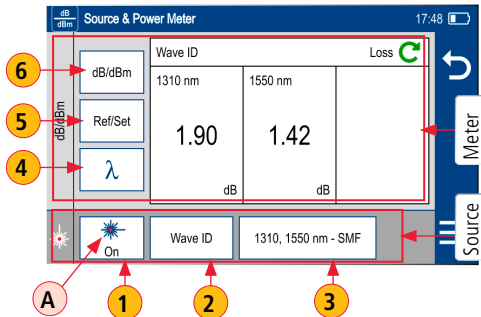 dB
dBm
Source & Power Meter
17:48
Wave ID
Loss
6
dB/dBm
1310 nm
1550 nm
5
Ref/Set
dB/dBm
1.90
1.42
Meter
4
λ
dB
dB
Source
On
Wave ID
1310, 1550 nm - SMF
A
1
2
3